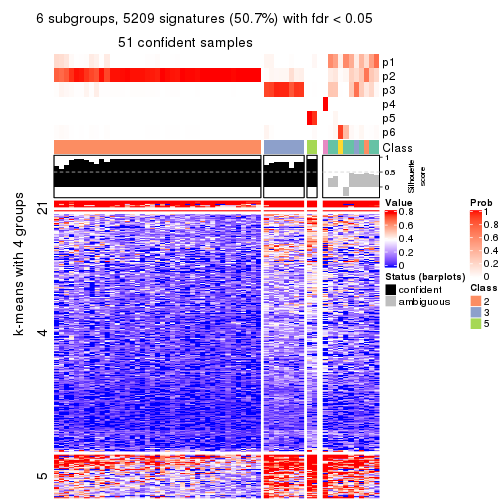 6 subgroups, 5209 signatures (50.7%) with fdr < 0.05
51 confident samples
p1
p2
p3
p4
p5
p6
Class
1
0.5
0
Silhouette
score
k-means with 4 groups
21
4
5
Value
0.8
0.6
0.4
0.2
0
Status (barplots)
confident
ambiguous
Prob
1
0.8
0.6
0.4
0.2
0
Class
2
3
5